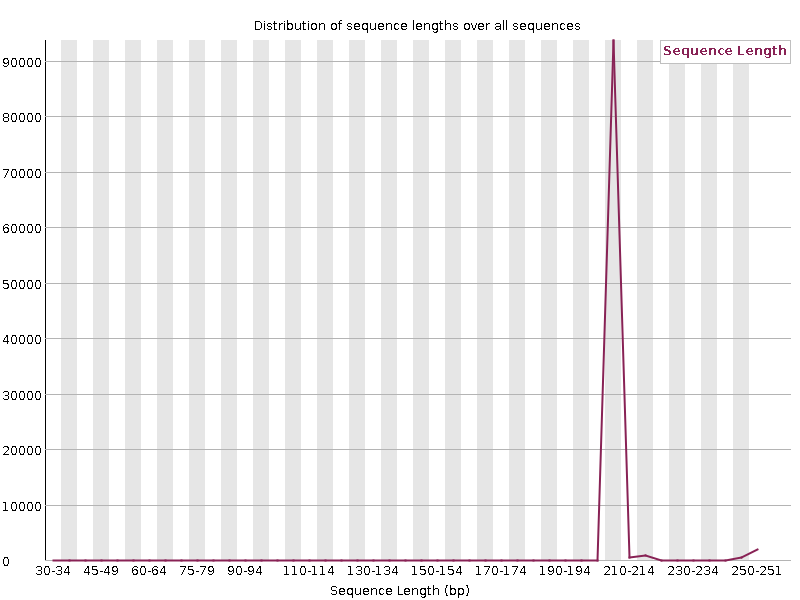 Distribution of sequence lengths over all sequences
Sequence Length
90000
80000
70000
60000
50000
40000
30000
20000
10000
0
30-34 45-49 60-64 75-79 90-94 110-114 130-134 150-154 170-174 190-194 210-214 230-234 250-251
Sequence Length (bp)